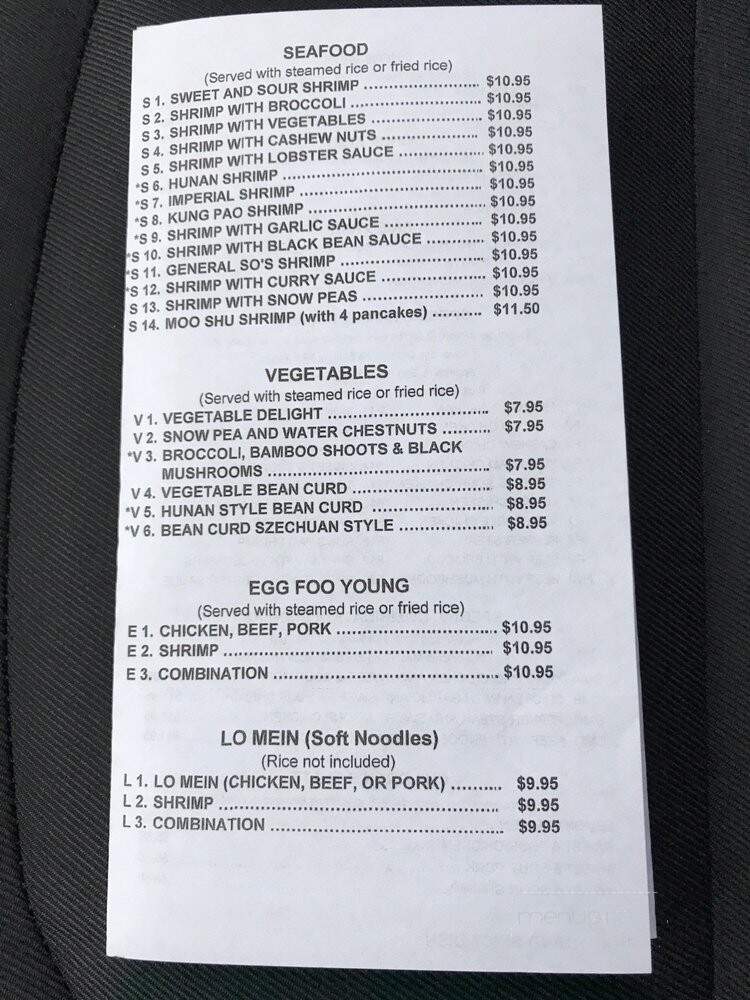 SEAFOOD
(Served with steamed rice or fried rice)
S 1. SWEET AND SOUR SHRIMP ............................ $10.95
S 2. SHRIMP WITH BROCCOLI ............................... $10.95
S 3. SHRIMP WITH VEGETABLES .......................... $10.95
S 4. SHRIMP WITH CASHEW NUTS ....................... $10.95
S 5. SHRIMP WITH LOBSTER SAUCE .................... $10.95
*S 6. HUNAN SHRIMP ............................................... $10.95
*S 7. IMPERIAL SHRIMP ........................................... $10.95
*S 8. KUNG PAO SHRIMP ......................................... $10.95
*S 9. SHRIMP WITH GARLIC SAUCE ....................... $10.95
*S 10. SHRIMP WITH BLACK BEAN SAUCE ............. $10.95
*S 11. GENERAL SO'S SHRIMP ................................. $10.95
*S 12. SHRIMP WITH CURRY SAUCE ........................ $10.95
S 13. SHRIMP WITH SNOW PEAS ............................ $10.95
S 14. MOO SHU SHRIMP (with 4 pancakes) .......... $11.50
VEGETABLES
(Served with steamed rice or fried rice)
V 1. VEGETABLE DELIGHT ..................................... $7.95
V 2. SNOW PEA AND WATER CHESTNUTS ........... $7.95
*V 3. BROCCOLI, BAMBOO SHOOTS & BLACK
MUSHROOMS .................................................... $7.95
V 4. VEGETABLE BEAN CURD ................................ $8.95
*V 5. HUNAN STYLE BEAN CURD ............................ $8.95
*V 6. BEAN CURD SZECHUAN STYLE ...................... $8.95
EGG FOO YOUNG
(Served with steamed rice or fried rice)
E 1. CHICKEN, BEEF, PORK ..................................... $10.95
E 2. SHRIMP ............................................................. $10.95
E 3. COMBINATION ................................................... $10.95
LO MEIN (Soft Noodles)
(Rice not included)
L 1. LO MEIN (CHICKEN, BEEF, OR PORK) ........... $9.95
L 2. SHRIMP .............................................................. $9.95
L 3. COMBINATION .................................................... $9.95